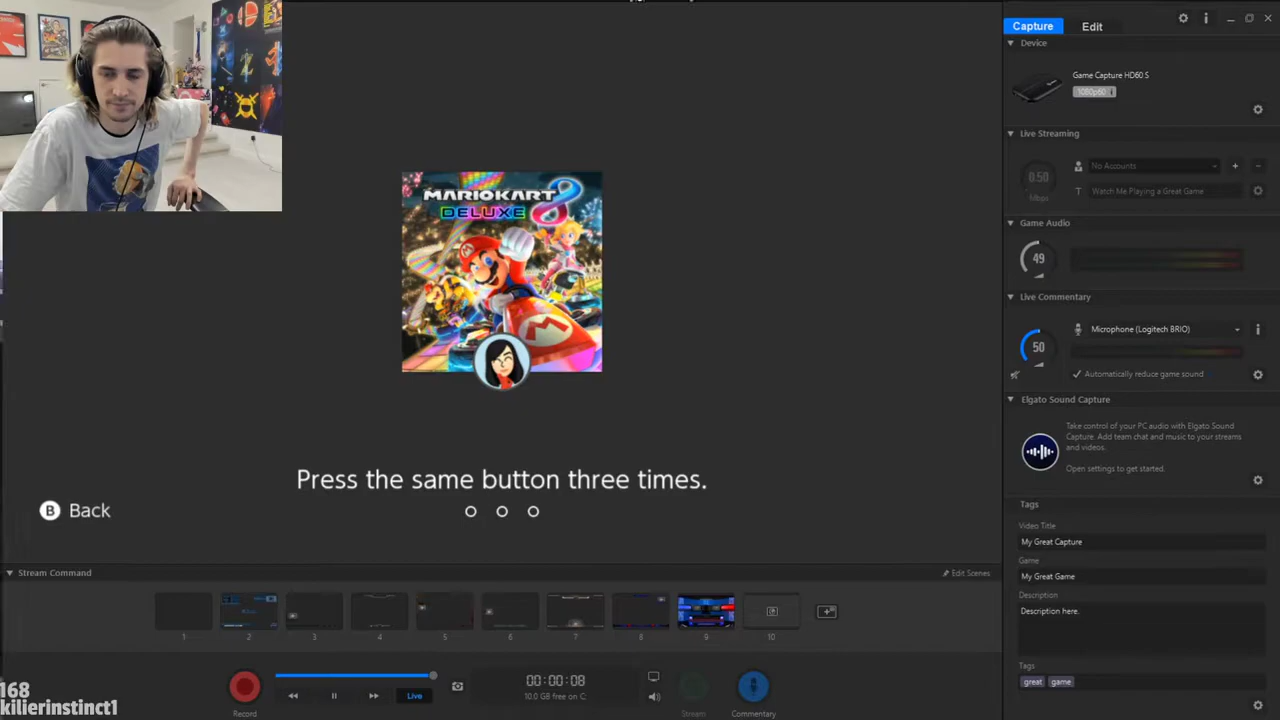 MARIOKART 8
DELUXE
Press the same button three times.
B Back
Capture
Edit
Device
Game Capture HD60 S
1080p60
Live Streaming
0.50
Mbps
No Accounts
T Watch Me Playing a Great Game
Game Audio
49
Live Commentary
50
Microphone (Logitech BRIO)
Automatically reduce game sound
Elgato Sound Capture
Take control of your PC audio with Elgato Sound
Capture. Add team chat and music to your streams
and videos.
Open settings to get started.
Tags
Video Title
My Great Capture
Game
My Great Game
Description
Description here.
Tags
great game
Stream Command
Edit Scenes
1 2 3 4 5 6 7 8 9 10
Record
Live
00:00:08
10.0 GB free on C:
Stream
Commentary
168
killerinstinct1